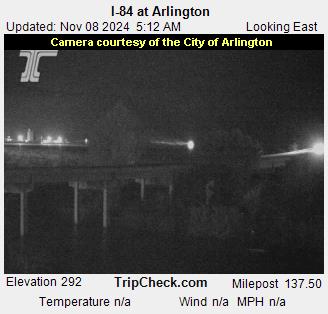 I-84 at Arlington
Updated: Nov 08 2024 5:12 AM Looking East
Camera courtesy of the City of Arlington
Elevation 292 TripCheck.com Milepost 137.50
Temperature n/a Wind n/a MPH n/a